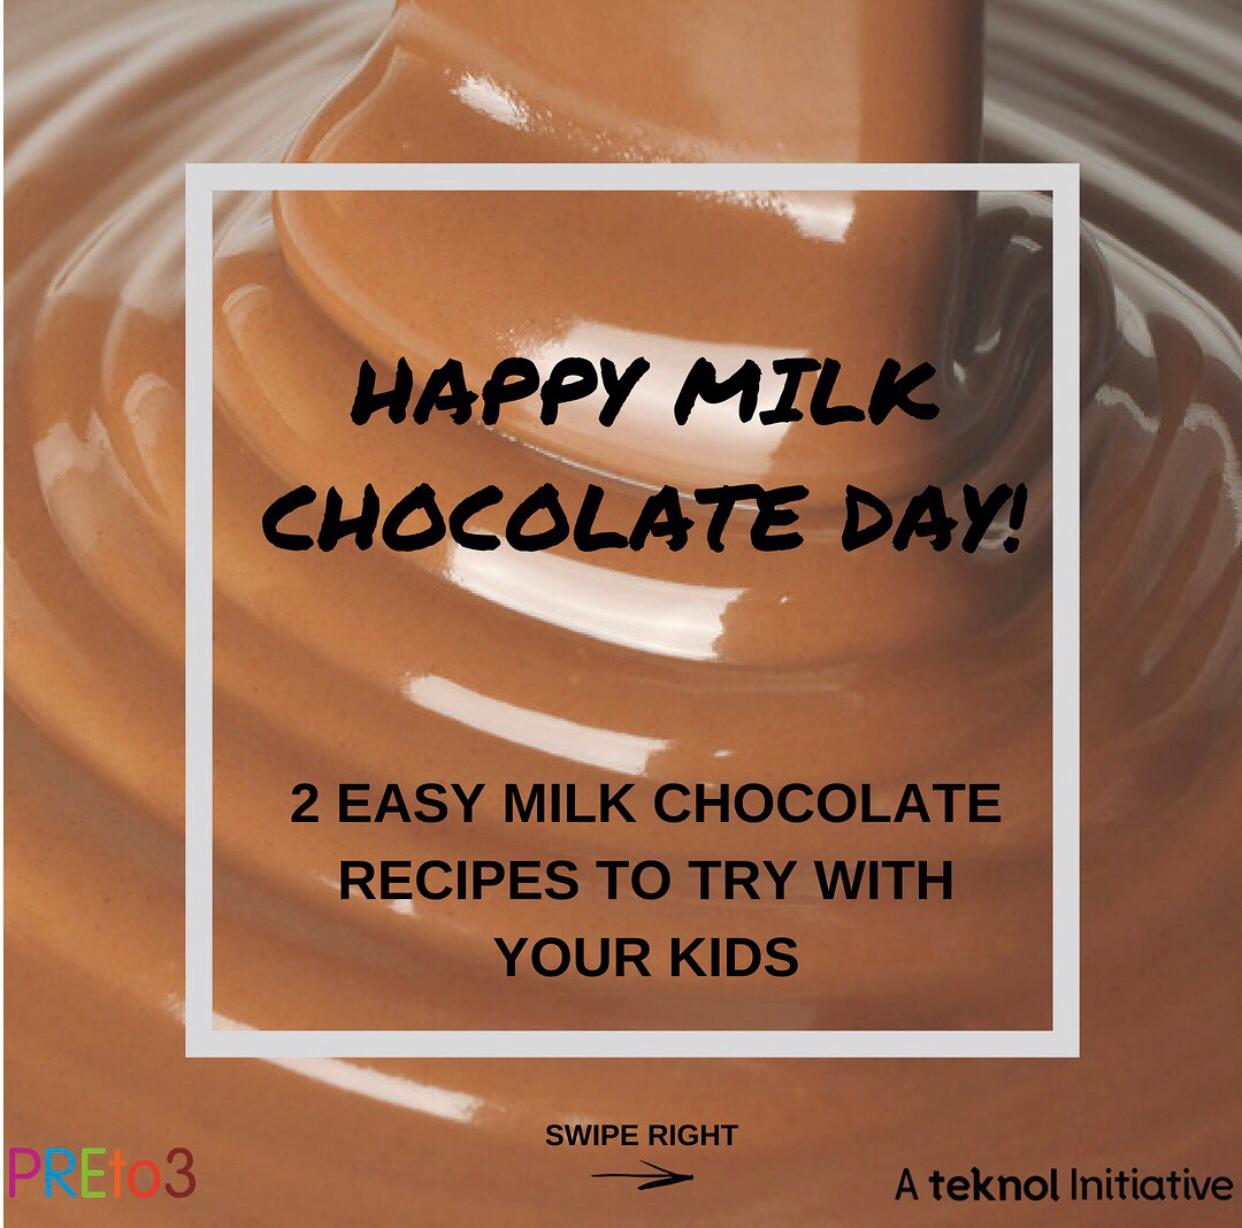 HAPPY MILK
CHOCOLATE DAY!
2 EASY MILK CHOCOLATE
RECIPES TO TRY WITH
YOUR KIDS
SWIPE RIGHT
PREto3
A teknol Initiative